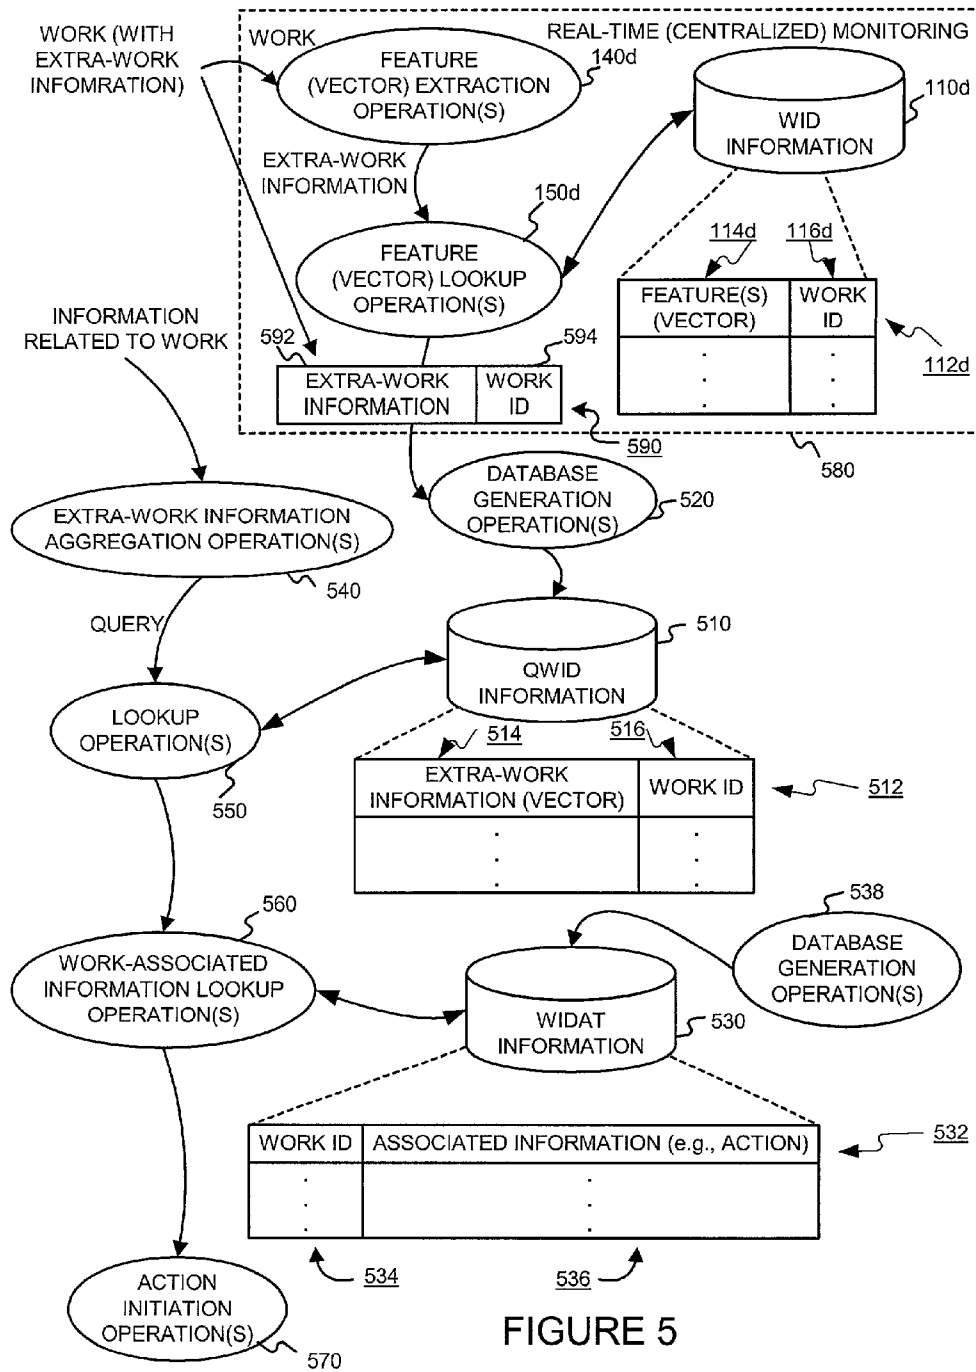 WORK (WITH
EXTRA-WORK
INFOMRATION)
WORK
REAL-TIME (CENTRALIZED) MONITORING
FEATURE
(VECTOR) EXTRACTION
OPERATION(S)
140d
WID
INFORMATION
110d
EXTRA-WORK
INFORMATION
150d
FEATURE
(VECTOR) LOOKUP
OPERATION(S)
114d
116d
FEATURE(S)
(VECTOR)
WORK
ID
. .
. .
. .
112d
INFORMATION
RELATED TO WORK
592
594
EXTRA-WORK
INFORMATION
WORK
ID
590
580
DATABASE
GENERATION
OPERATION(S)
520
EXTRA-WORK INFORMATION
AGGREGATION OPERATION(S)
540
QUERY
510
QWID
INFORMATION
LOOKUP
OPERATION(S)
550
514
516
EXTRA-WORK
INFORMATION (VECTOR)
WORK ID
. .
. .
. .
512
560
WORK-ASSOCIATED
INFORMATION LOOKUP
OPERATION(S)
538
DATABASE
GENERATION
OPERATION(S)
WIDAT
INFORMATION
530
WORK ID
ASSOCIATED INFORMATION (e.g., ACTION)
. .
. .
. .
532
534
536
ACTION
INITIATION
OPERATION(S)
570
FIGURE 5